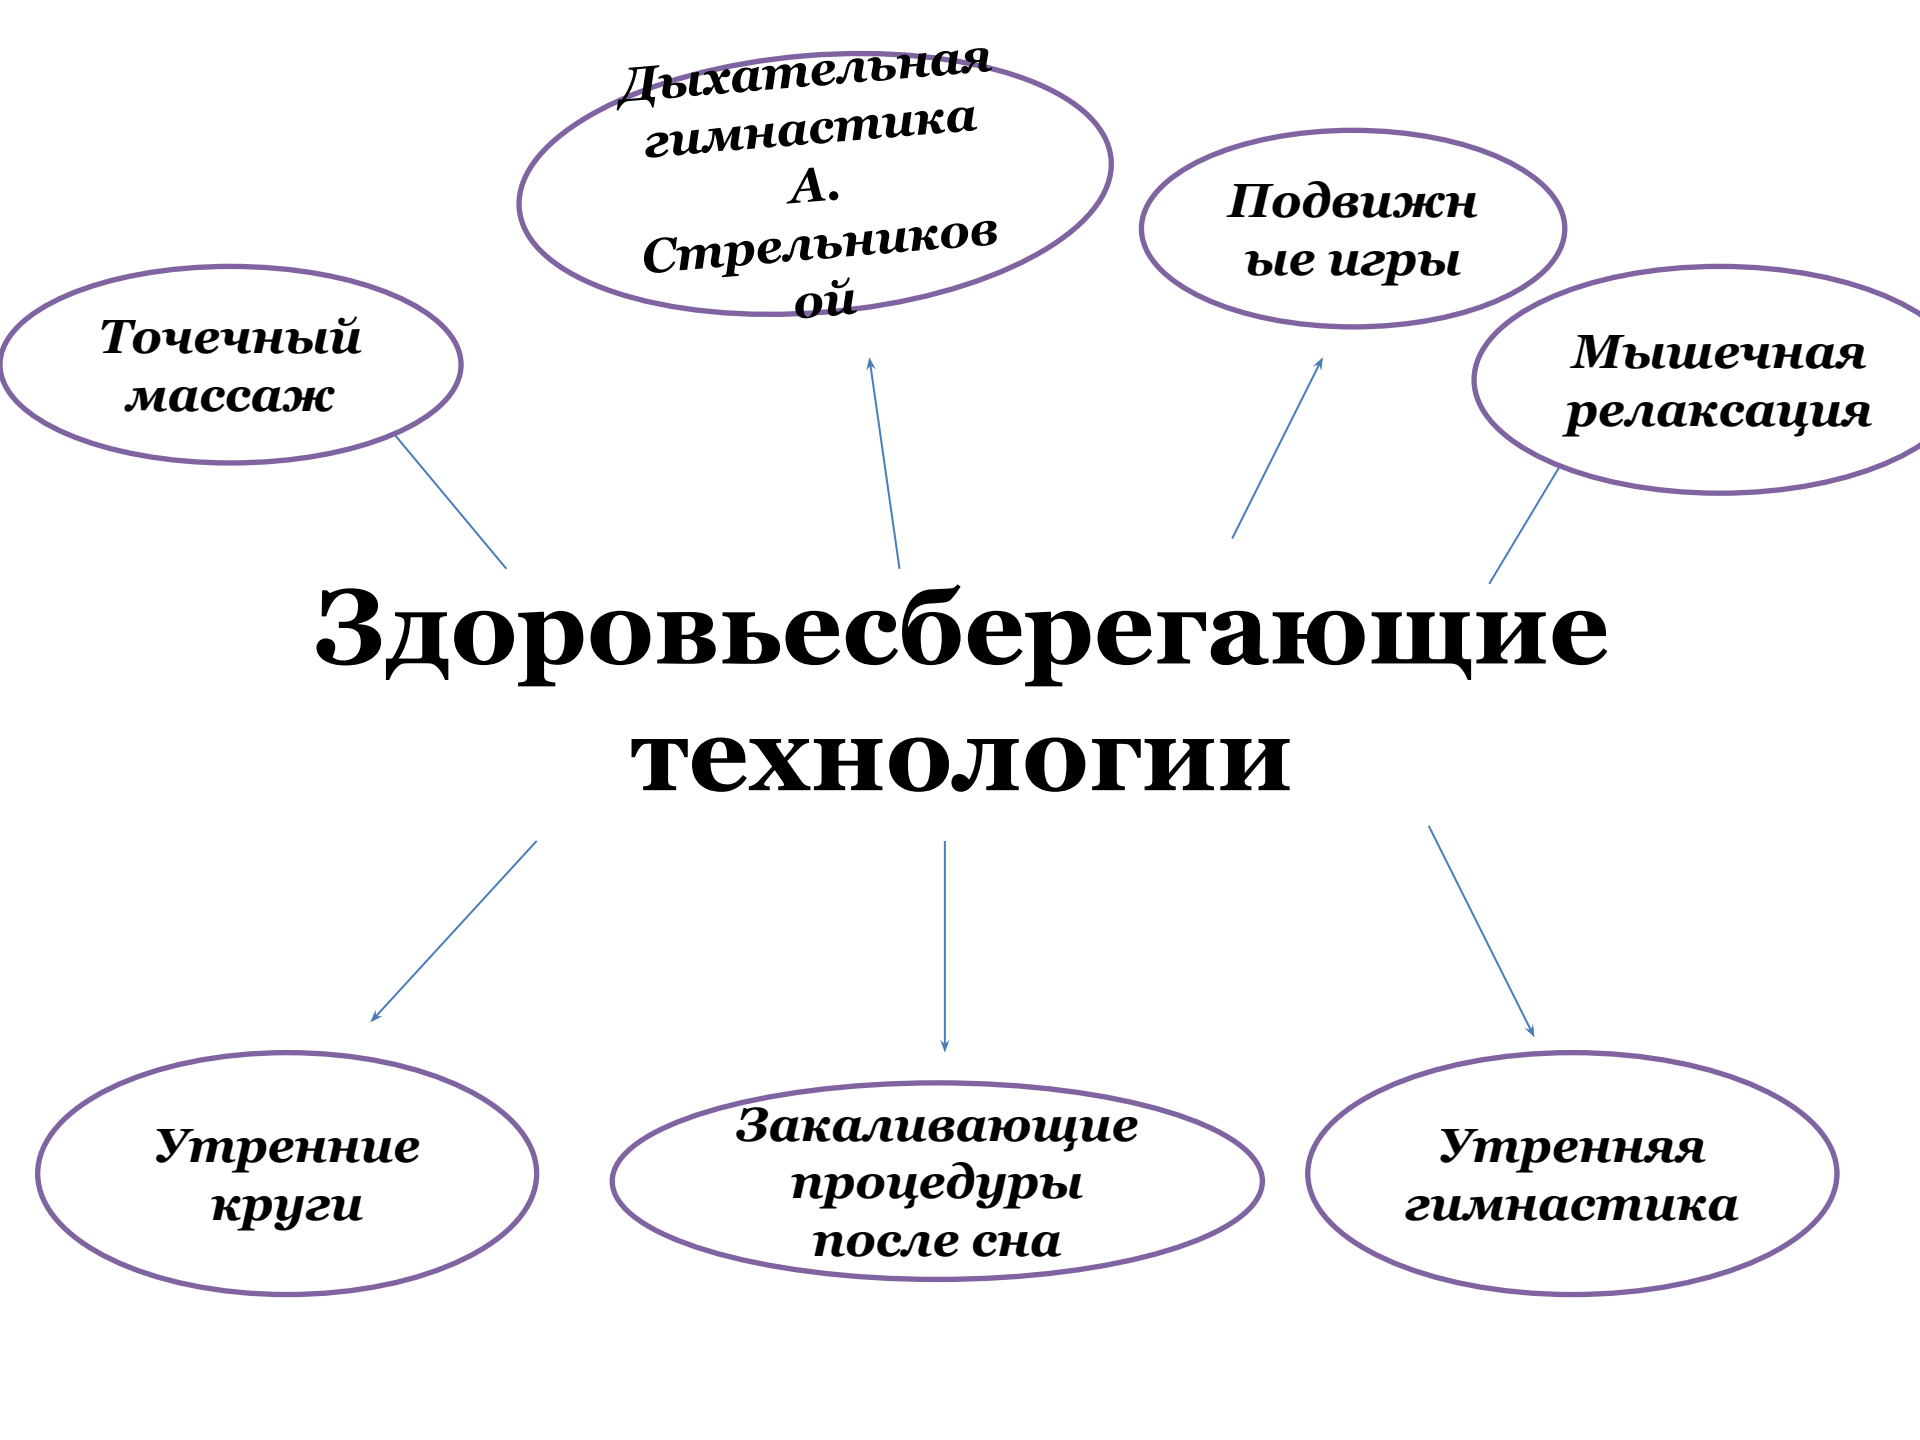 Дыхательная
гимнастика
А.
Стрельников
ой
Подвижн
ые игры
Точечный
массаж
Мышечная
релаксация
Здоровьесберегающие
технологии
Утренние
круги
Закаливающие
процедуры
после сна
Утренняя
гимнастика